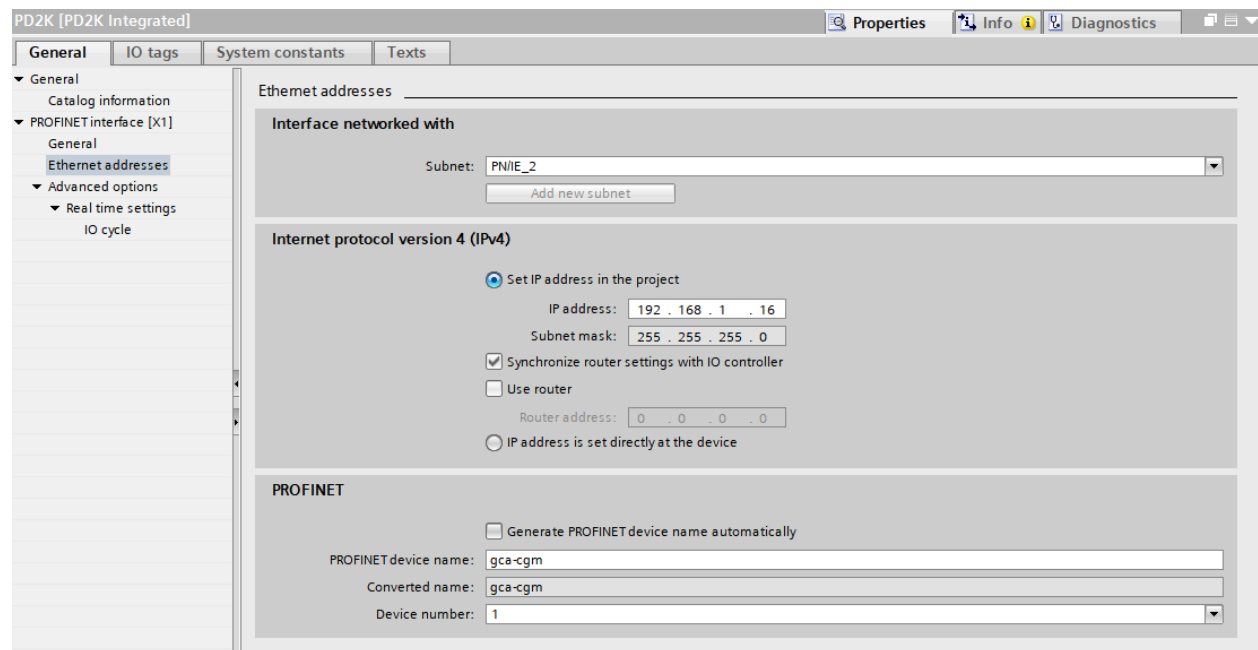 PD2K [PD2K Integrated]
Properties Info Diagnostics
General IO tags System constants Texts
General
Catalog information
PROFINET interface [X1]
General
Ethernet addresses
Advanced options
Real time settings
IO cycle
Ethernet addresses
Interface networked with
Subnet: PN/IE_2
Add new subnet
Internet protocol version 4 (IPv4)
Set IP address in the project
IP address: 192 . 168 . 1 . 16
Subnet mask: 255 . 255 . 255 . 0
Synchronize router settings with IO controller
Use router
Router address: 0 . 0 . 0 . 0
IP address is set directly at the device
PROFINET
Generate PROFINET device name automatically
PROFINET device name: gca-cgm
Converted name: gca-cgm
Device number: 1